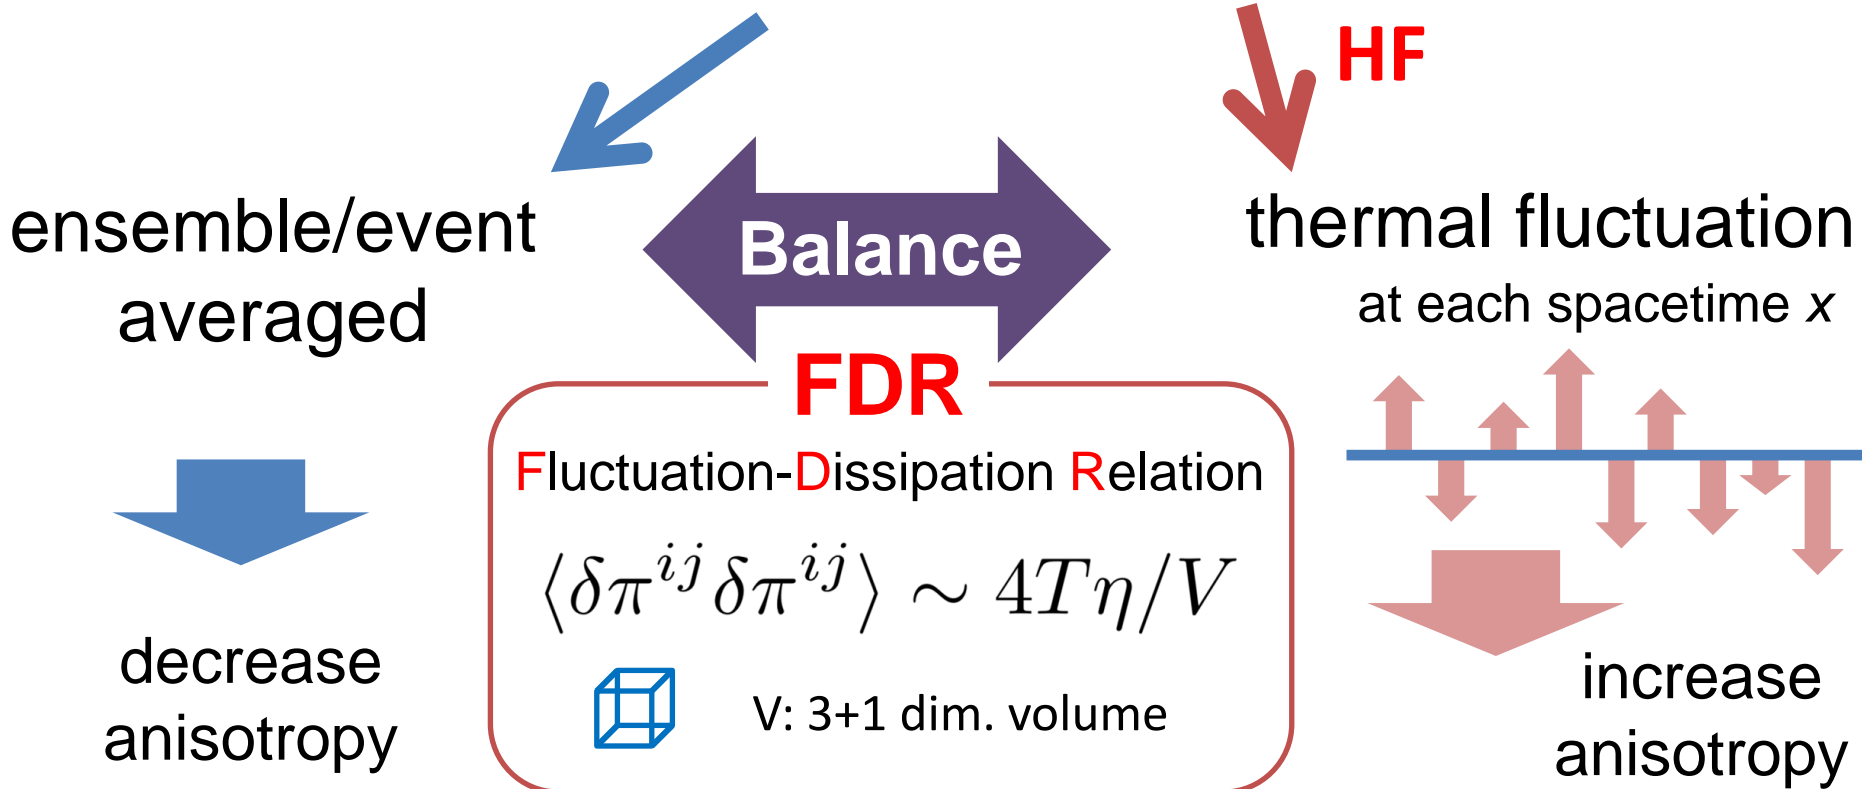 HF
ensemble/event
averaged
Balance
thermal fluctuation
at each spacetime x
FDR
Fluctuation-Dissipation Relation
⟨δπ^{ij} δπ^{ij}⟩ ∼ 4Tη/V
V: 3+1 dim. volume
decrease
anisotropy
increase
anisotropy